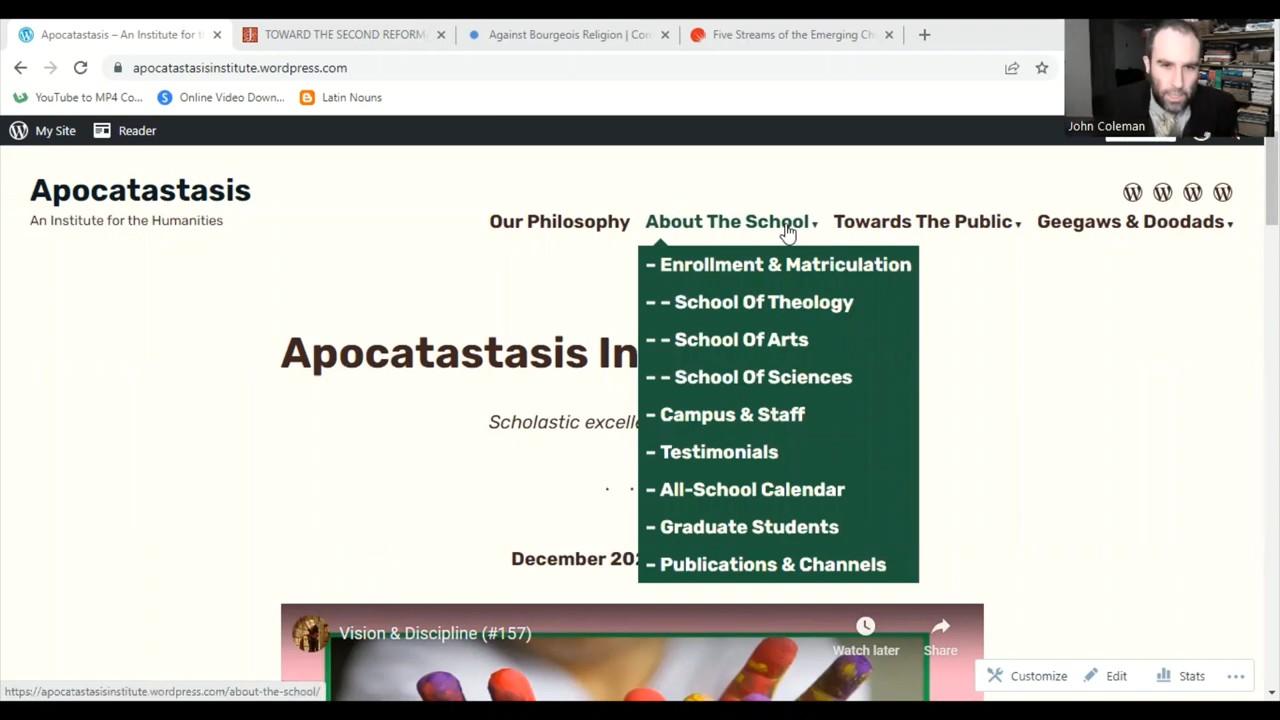 Apocatastasis – An Institute for th
TOWARD THE SECOND REFORM
Against Bourgeois Religion | Com
Five Streams of the Emerging Ch
apocatastasisinstitute.wordpress.com
YouTube to MP4 Co...
Online Video Down...
Latin Nouns
John Coleman
My Site
Reader
Apocatastasis
An Institute for the Humanities
Our Philosophy
About The School
Towards The Public
Geegaws & Doodads
– Enrollment & Matriculation
– – School Of Theology
– – School Of Arts
– – School Of Sciences
– Campus & Staff
– Testimonials
– All-School Calendar
– Graduate Students
– Publications & Channels
Apocatastasis In
Scholastic excelle
December 202
Vision & Discipline (#157)
Watch later
Share
Customize
Edit
Stats
https://apocatastasisinstitute.wordpress.com/about-the-school/